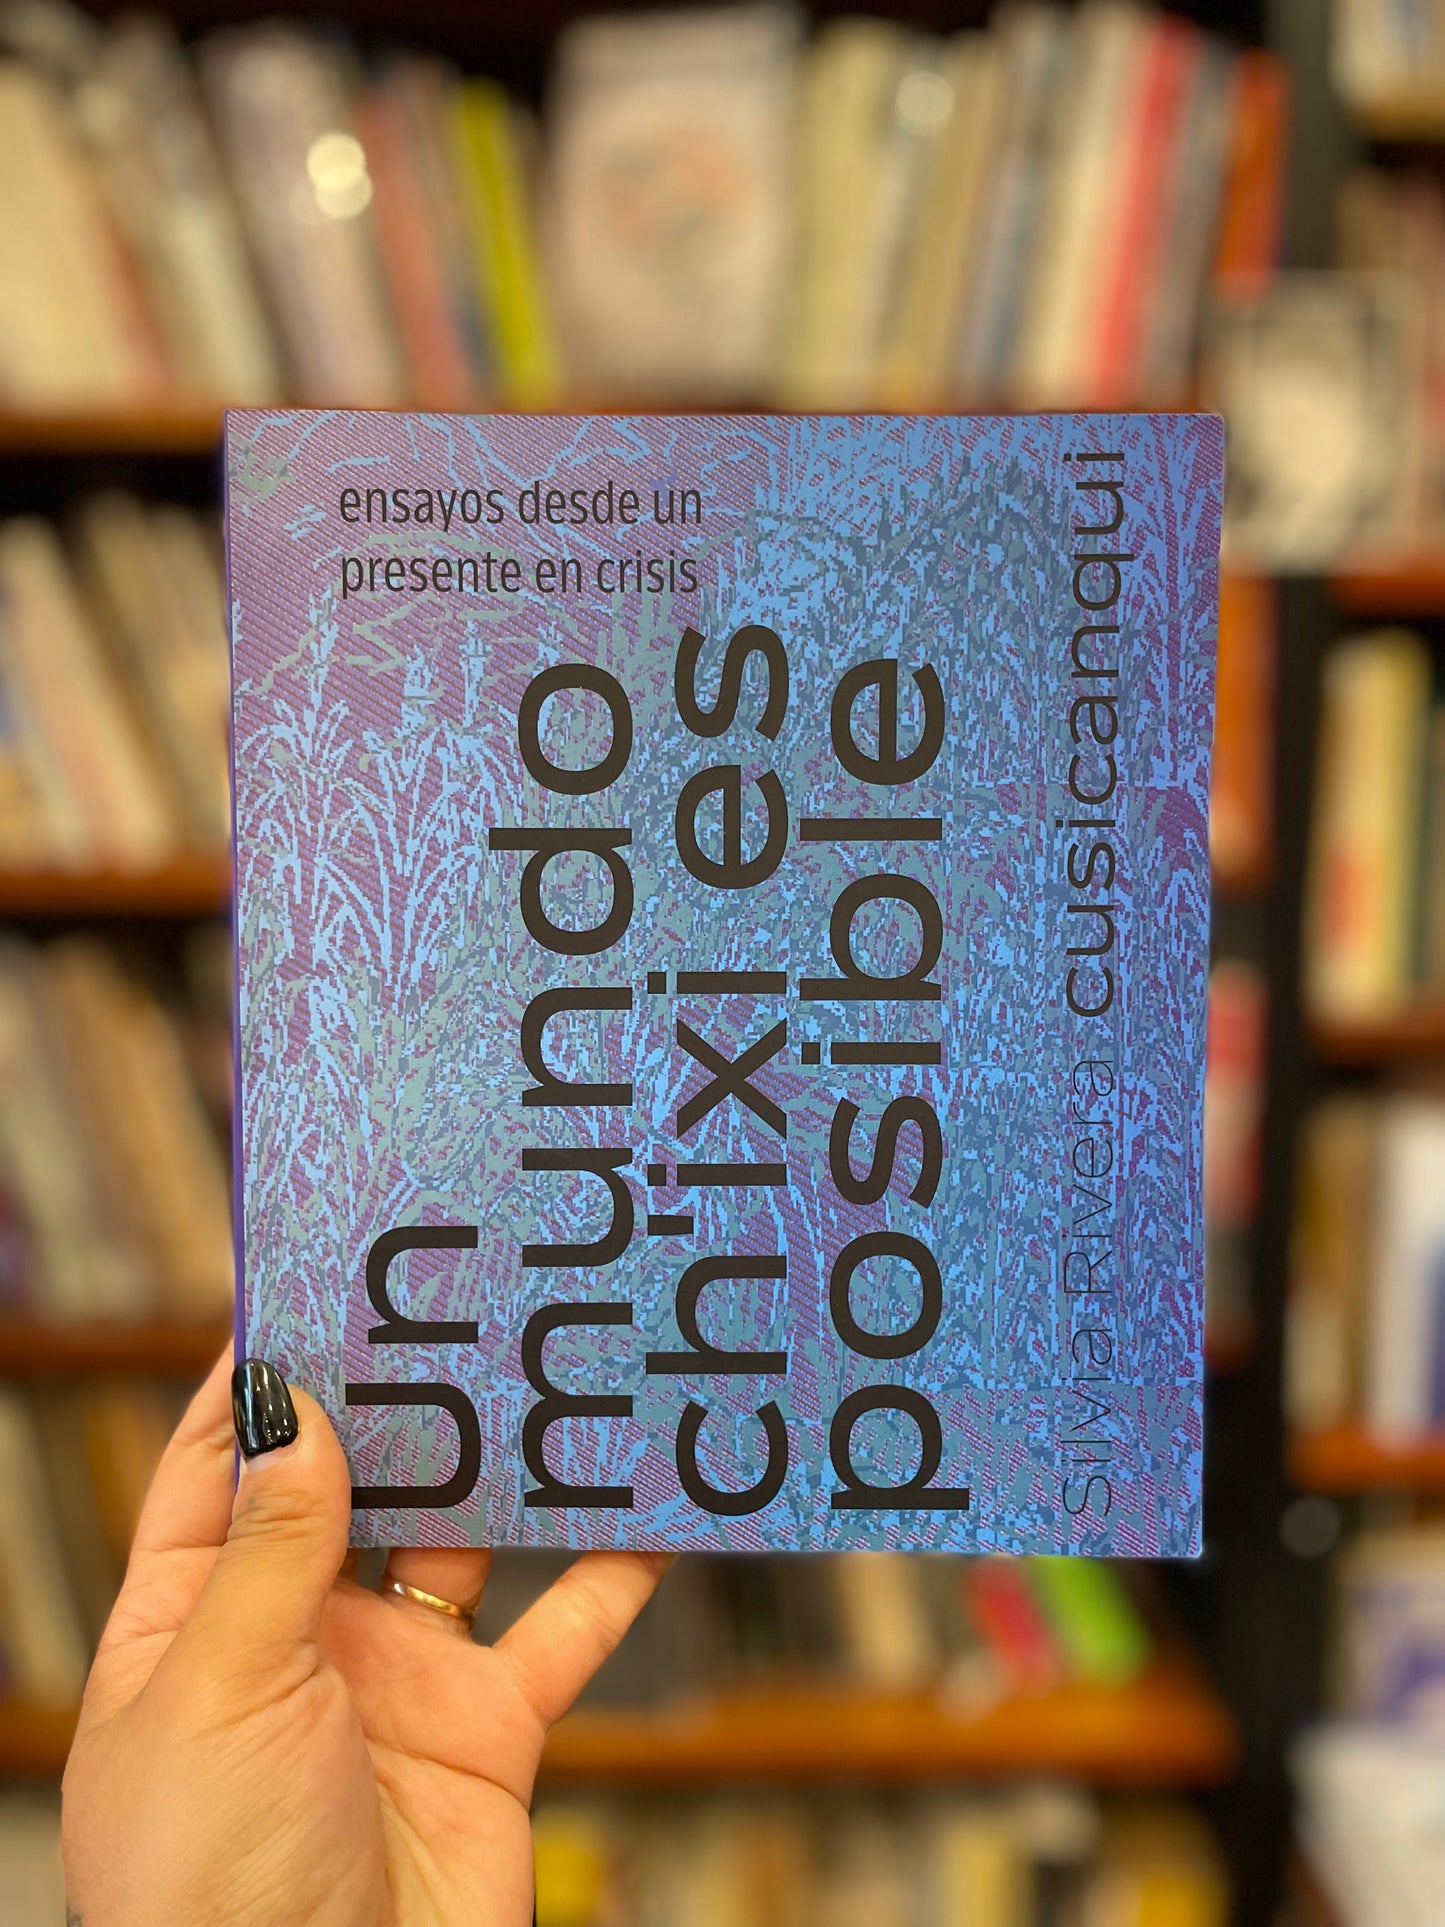 ensayos desde un
presente en crisis
un
mundo
ch'ixi es
posible
Silvia Rivera cusicanqui